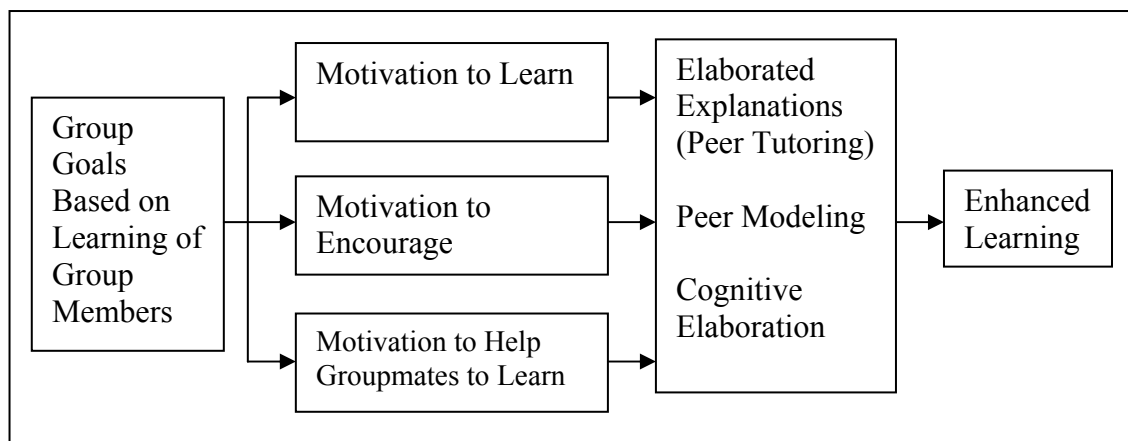 Group
Goals
Based on
Learning of
Group
Members
Motivation to Learn
Motivation to
Encourage
Motivation to Help
Groupmates to Learn
Elaborated
Explanations
(Peer Tutoring)
Peer Modeling
Cognitive
Elaboration
Enhanced
Learning